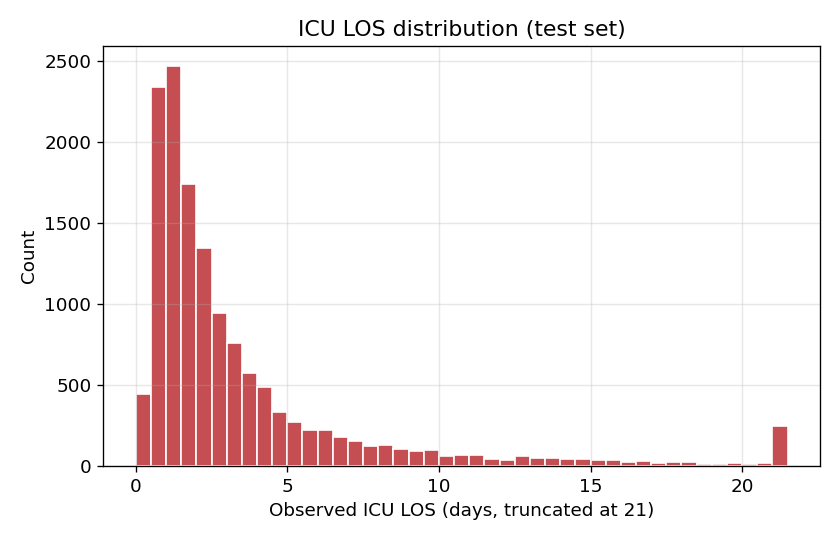 ICU LOS distribution (test set)
2500
2000
1500
1000
500
0
Count
0 5 10 15 20
Observed ICU LOS (days, truncated at 21)